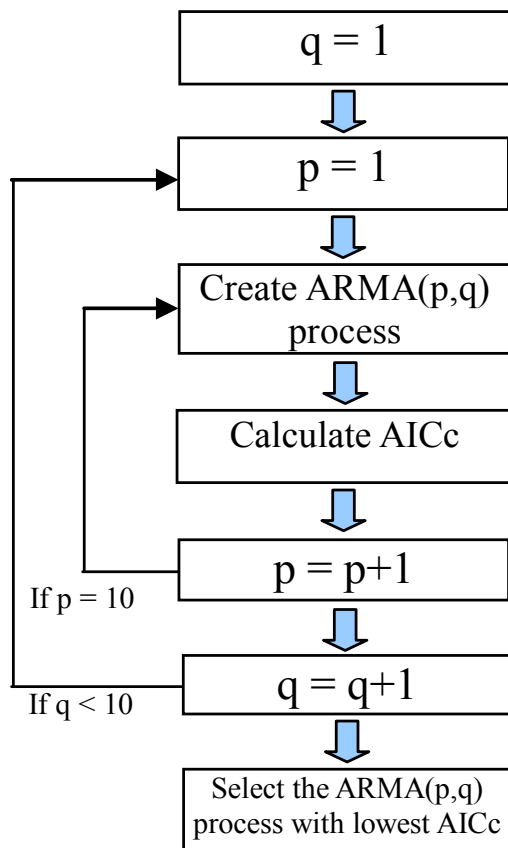 q = 1
p = 1
Create ARMA(p,q)
process
Calculate AICc
p = p+1
If p = 10
q = q+1
If q < 10
Select the ARMA(p,q)
process with lowest AICc